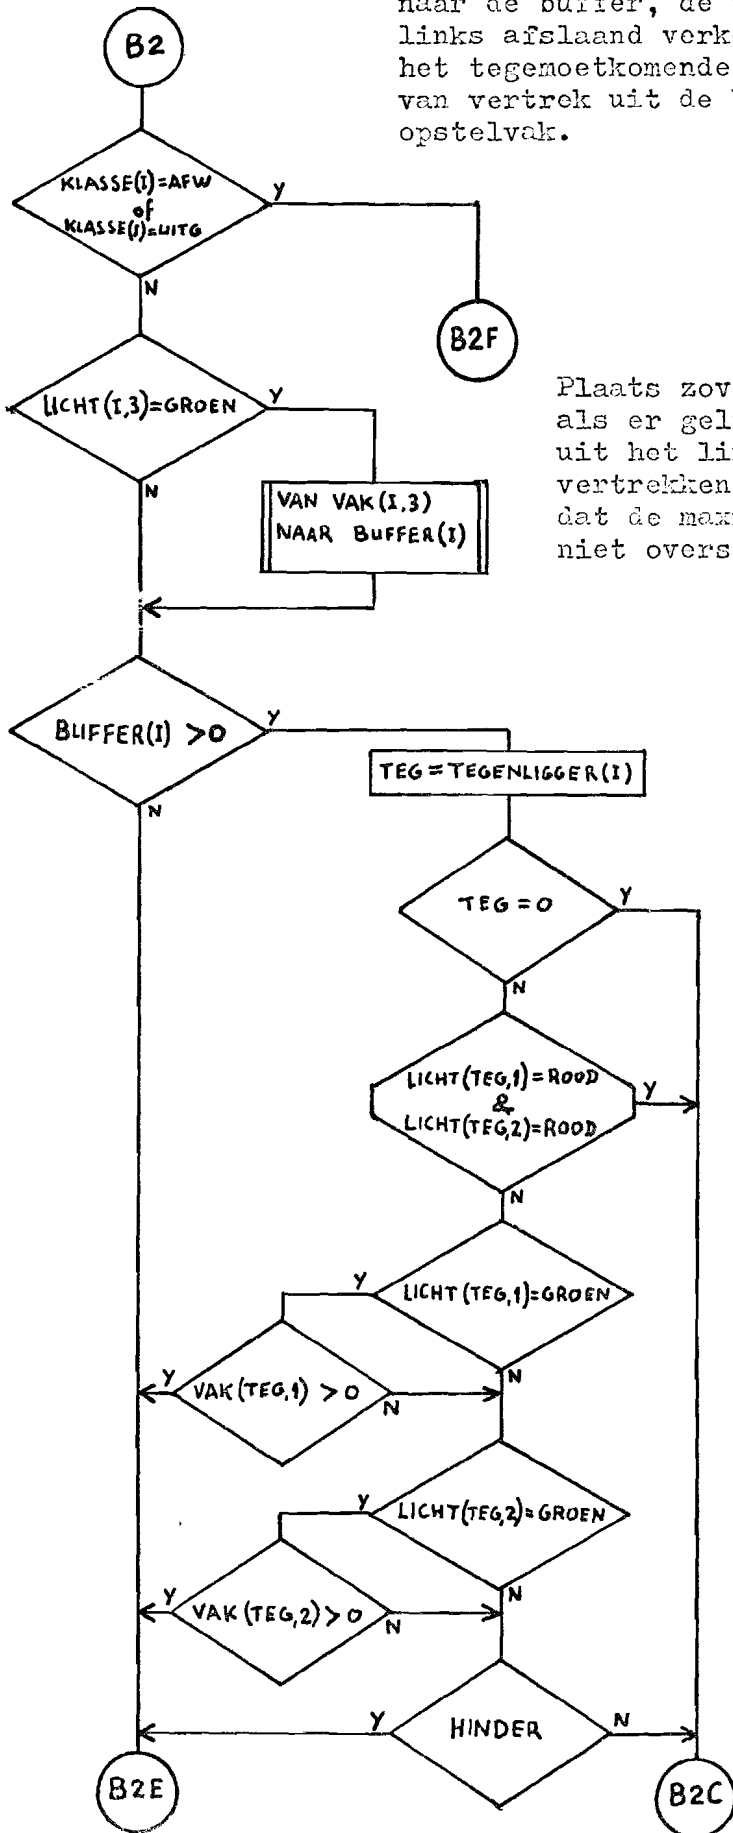 naar de buffer, de
links afslaand verk
het tegemoetkomende
van vertrek uit de
opstelvak.
B2
KLASSE(I)=AFW
of
KLASSE(I)=UITG
Y
N
B2F
LICHT(I,3)=GROEN
Y
N
Plaats zov
als er gel
uit het li
vertrekken
dat de max
niet overs
VAN VAK(I,3)
NAAR BUFFER(I)
BUFFER(I) >0
Y
N
TEG=TEGENLIGGER(I)
TEG=0
Y
N
LICHT(TEG,1)=ROOD
&
LICHT(TEG,2)=ROOD
Y
N
LICHT(TEG,1)=GROEN
Y
N
VAK(TEG,1) >0
Y
N
LICHT(TEG,2)=GROEN
Y
N
VAK(TEG,2)>0
Y
N
HINDER
Y
N
B2E
B2C